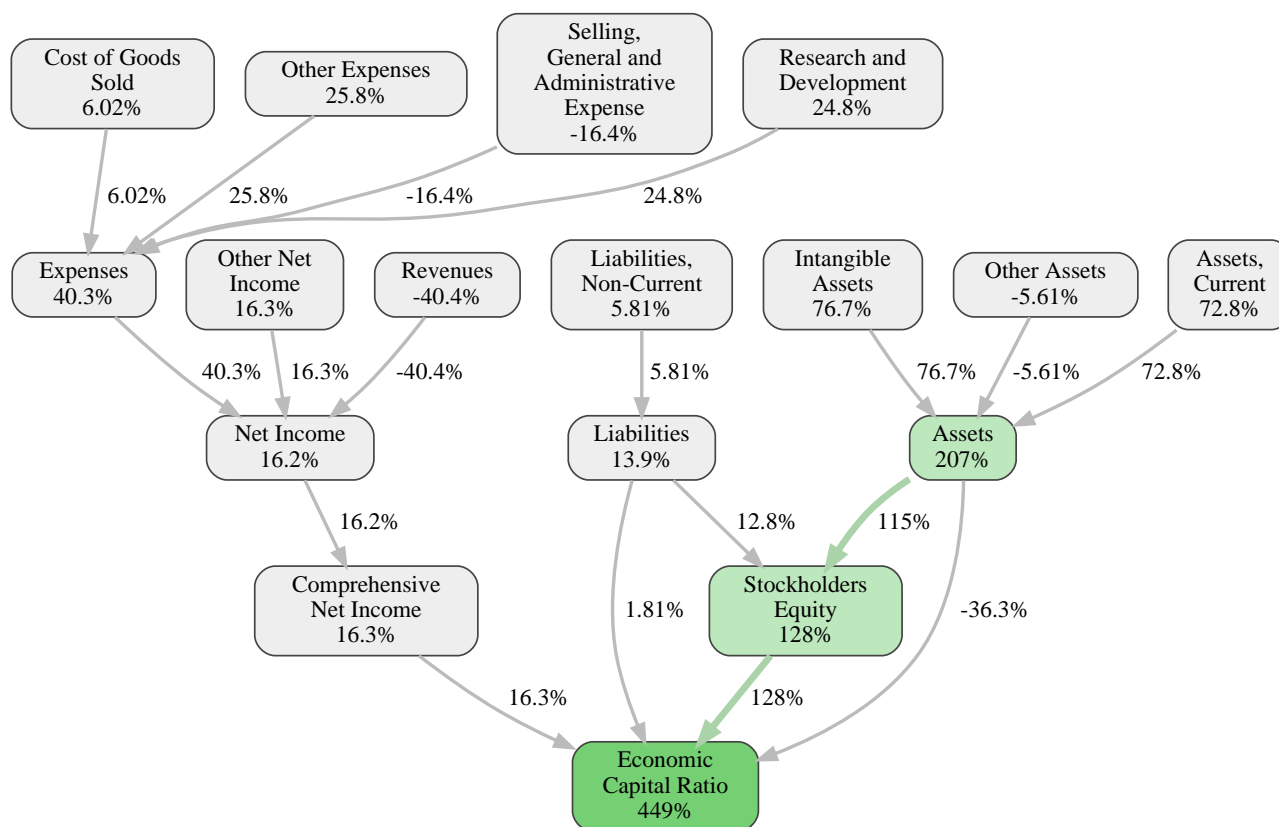 Cost of Goods
Sold
6.02%
Other Expenses
25.8%
Selling,
General and
Administrative
Expense
-16.4%
Research and
Development
24.8%
6.02%
25.8%
-16.4%
24.8%
Expenses
40.3%
Other Net
Income
16.3%
Revenues
-40.4%
Liabilities,
Non-Current
5.81%
Intangible
Assets
76.7%
Other Assets
-5.61%
Assets,
Current
72.8%
40.3%
16.3%
-40.4%
5.81%
76.7%
-5.61%
72.8%
Net Income
16.2%
Liabilities
13.9%
Assets
207%
16.2%
12.8%
115%
Comprehensive
Net Income
16.3%
1.81%
Stockholders
Equity
128%
-36.3%
16.3%
128%
Economic
Capital Ratio
449%